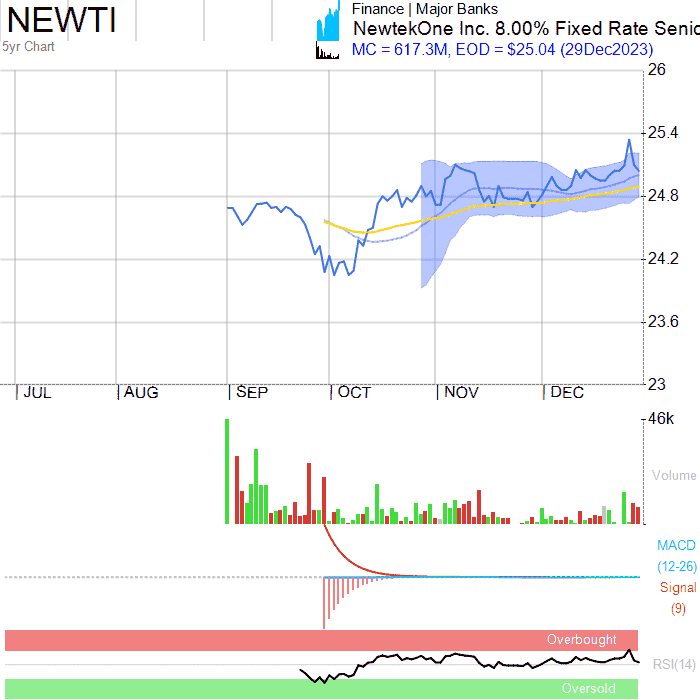 NEWTI
5yr Chart
Finance | Major Banks
NewtekOne Inc. 8.00% Fixed Rate Senio
MC = 617.3M, EOD = $25.04 (29Dec2023)
26
25.4
24.8
24.2
23.6
23
JUL AUG SEP OCT NOV DEC
46k
Volume
MACD
(12-26)
Signal
(9)
Overbought
RSI(14)
Oversold